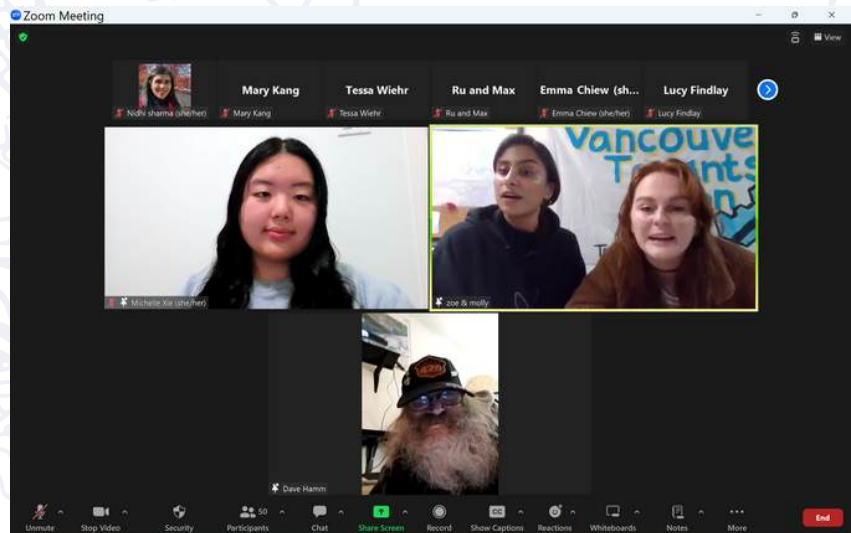 Zoom Meeting
View
Mary Kang
Tessa Wiehr
Ru and Max
Emma Chiew (sh...
Lucy Findlay
Nidhi sharma (she/her)
Mary Kang
Tessa Wiehr
Ru and Max
Emma Chiew (she/her)
Lucy Findlay
Vancouve
Tenants
Michelle Xie (she/her)
zoe & molly
Dave Hamm
50
Unmute
Stop Video
Security
Participants
Chat
Share Screen
Record
CC
Show Captions
Reactions
Whiteboards
Notes
More
End